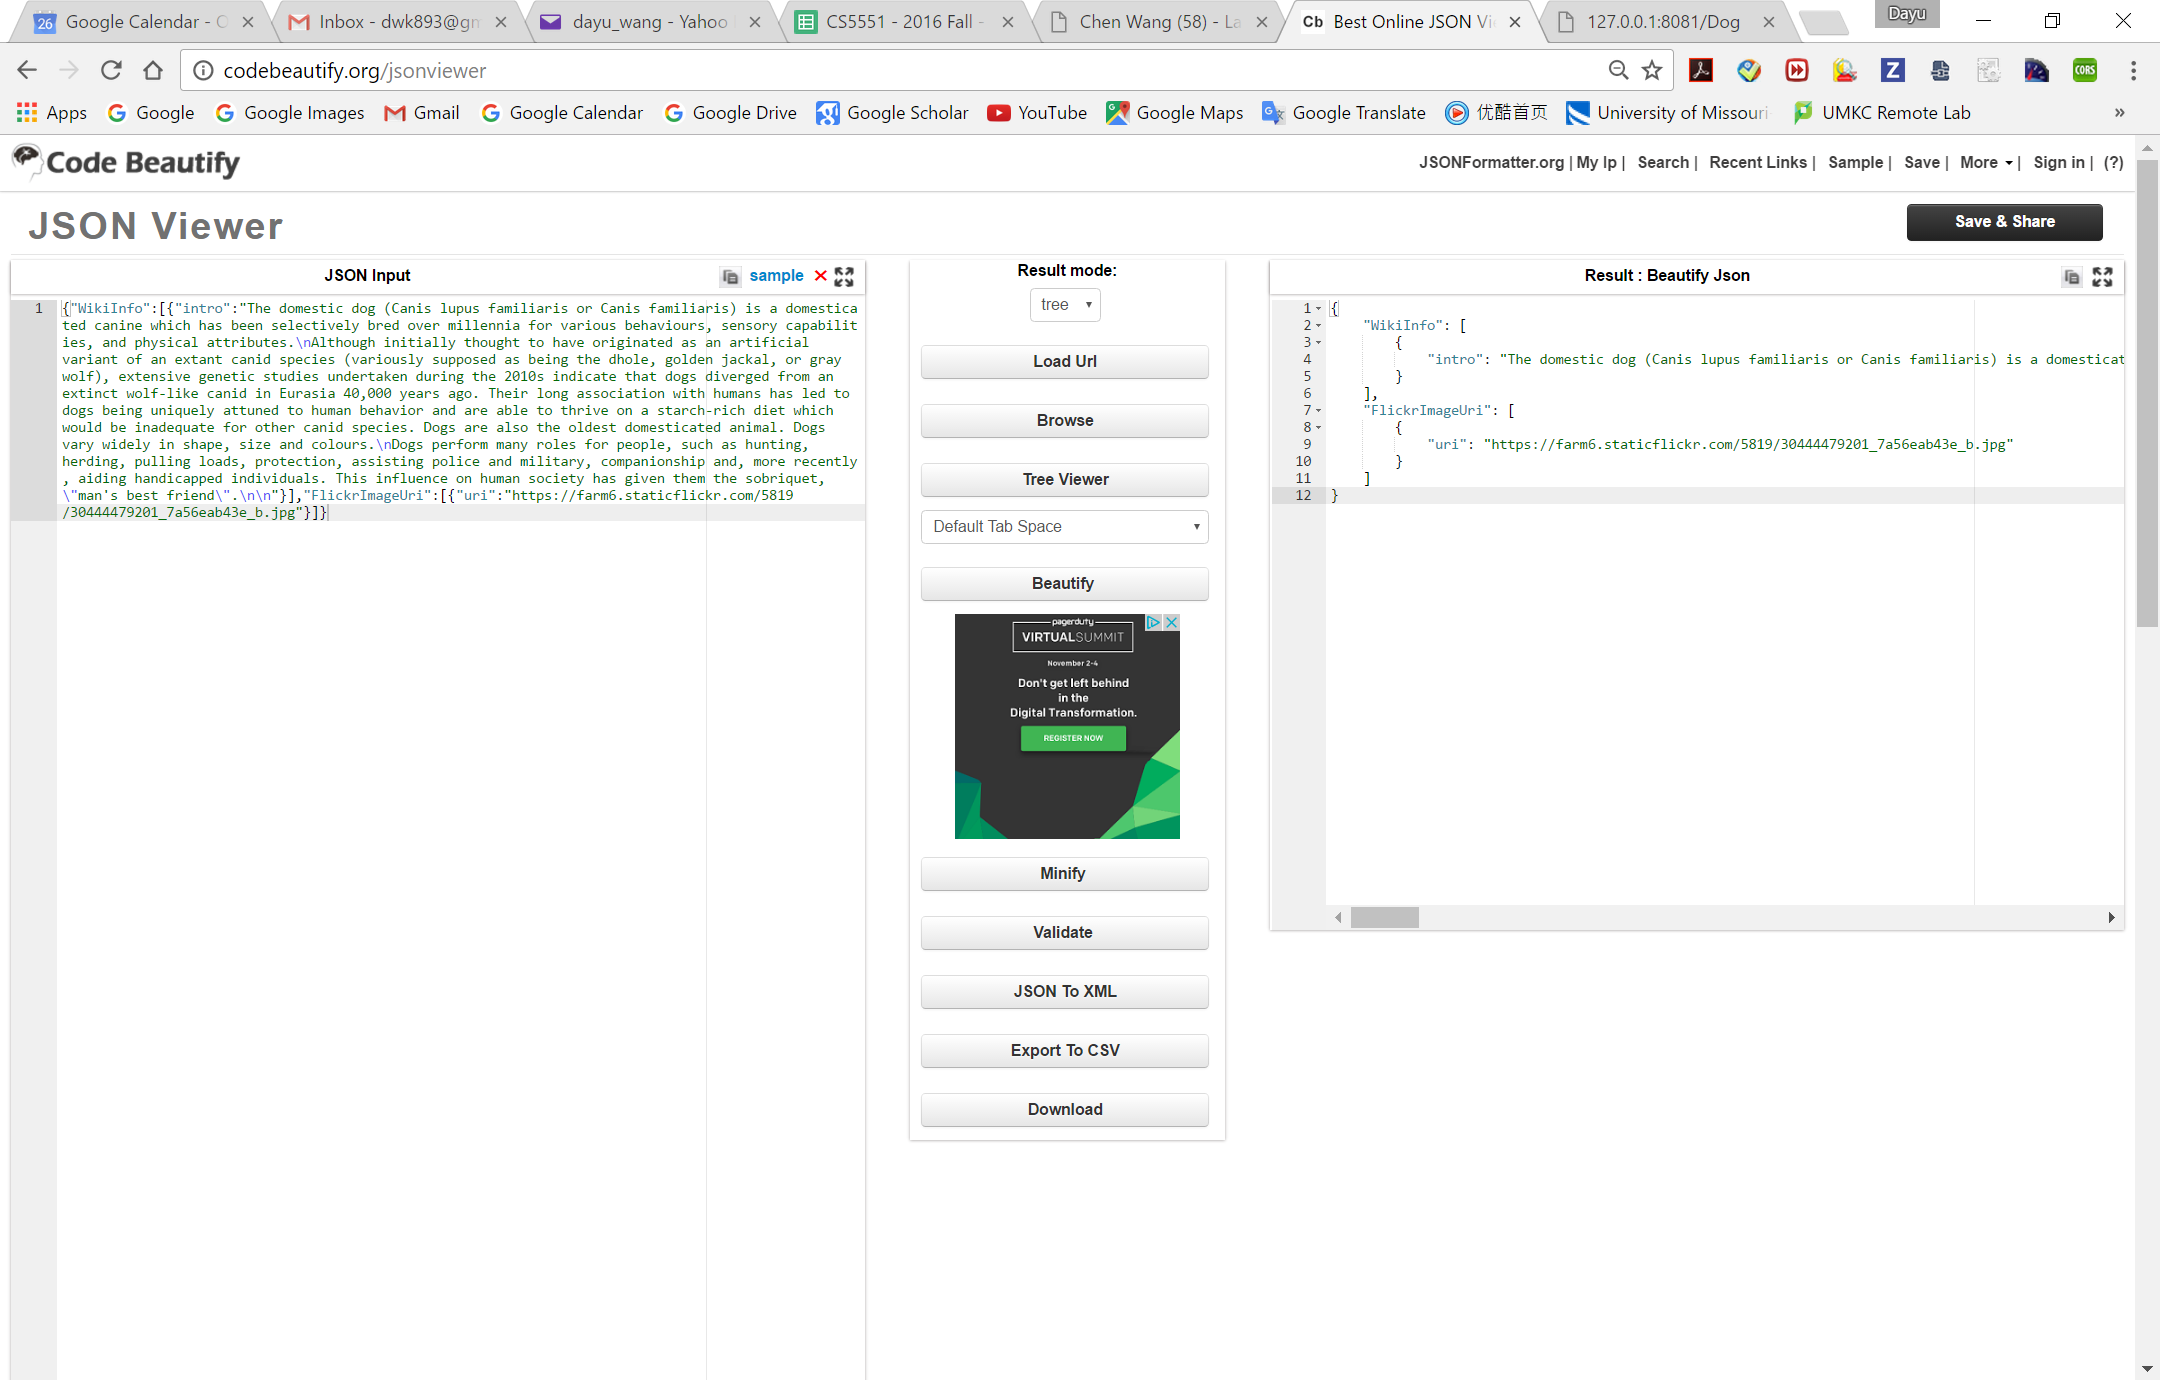 26 Google Calendar - O
Inbox - dwk893@gm
dayu_wang - Yahoo
CS5551 - 2016 Fall -
Chen Wang (58) - La
Cb Best Online JSON Vi
127.0.0.1:8081/Dog
Dayu
codebeautify.org/jsonviewer
CORS
Apps
Google
Google Images
Gmail
Google Calendar
Google Drive
Google Scholar
YouTube
Google Maps
Google Translate
优酷首页
University of Missouri
UMKC Remote Lab
»
Code Beautify
JSONFormatter.org | My Ip | Search | Recent Links | Sample | Save | More | Sign in | (?)
JSON Viewer
Save & Share
JSON Input
sample
1
{"WikiInfo":[{"intro":"The domestic dog (Canis lupus familiaris or Canis familiaris) is a domestica
ted canine which has been selectively bred over millennia for various behaviours, sensory capabilit
ies, and physical attributes.\nAlthough initially thought to have originated as an artificial
variant of an extant canid species (variously supposed as being the dhole, golden jackal, or gray
wolf), extensive genetic studies undertaken during the 2010s indicate that dogs diverged from an
extinct wolf-like canid in Eurasia 40,000 years ago. Their long association with humans has led to
dogs being uniquely attuned to human behavior and are able to thrive on a starch-rich diet which
would be inadequate for other canid species. Dogs are also the oldest domesticated animal. Dogs
vary widely in shape, size and colours.\nDogs perform many roles for people, such as hunting,
herding, pulling loads, protection, assisting police and military, companionship and, more recently
, aiding handicapped individuals. This influence on human society has given them the sobriquet,
\"man's best friend\".\n\n"}],"FlickrImageUri":[{"uri":"https://farm6.staticflickr.com/5819
/30444479201_7a56eab43e_b.jpg"}]}
Result mode:
tree
Load Url
Browse
Tree Viewer
Default Tab Space
Beautify
pagerduty
VIRTUALSUMMIT
November 2-4
Don't get left behind
in the
Digital Transformation.
REGISTER NOW
Minify
Validate
JSON To XML
Export To CSV
Download
Result : Beautify Json
1 {
2 "WikiInfo": [
3 {
4 "intro": "The domestic dog (Canis lupus familiaris or Canis familiaris) is a domesticat
5 }
6 ],
7 "FlickrImageUri": [
8 {
9 "uri": "https://farm6.staticflickr.com/5819/30444479201_7a56eab43e_b.jpg"
10 }
11 ]
12 }